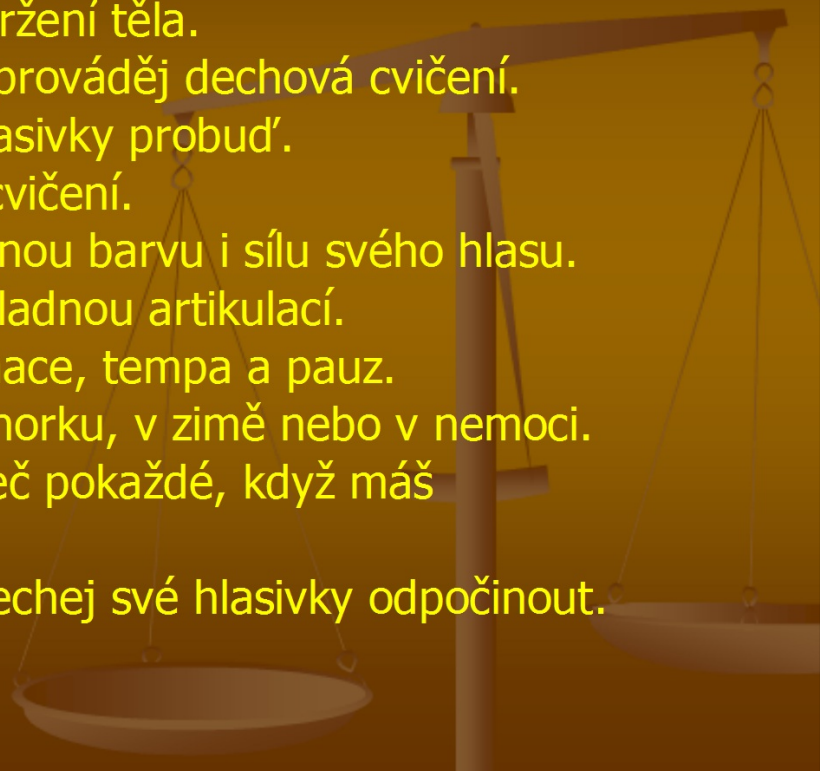 ržení těla.
prováděj dechová cvičení.
asivky probuď.
cvičení.
nou barvu i sílu svého hlasu.
ladnou artikulací.
ace, tempa a pauz.
horku, v zimě nebo v nemoci.
eč pokaždé, když máš
echej své hlasivky odpočinout.